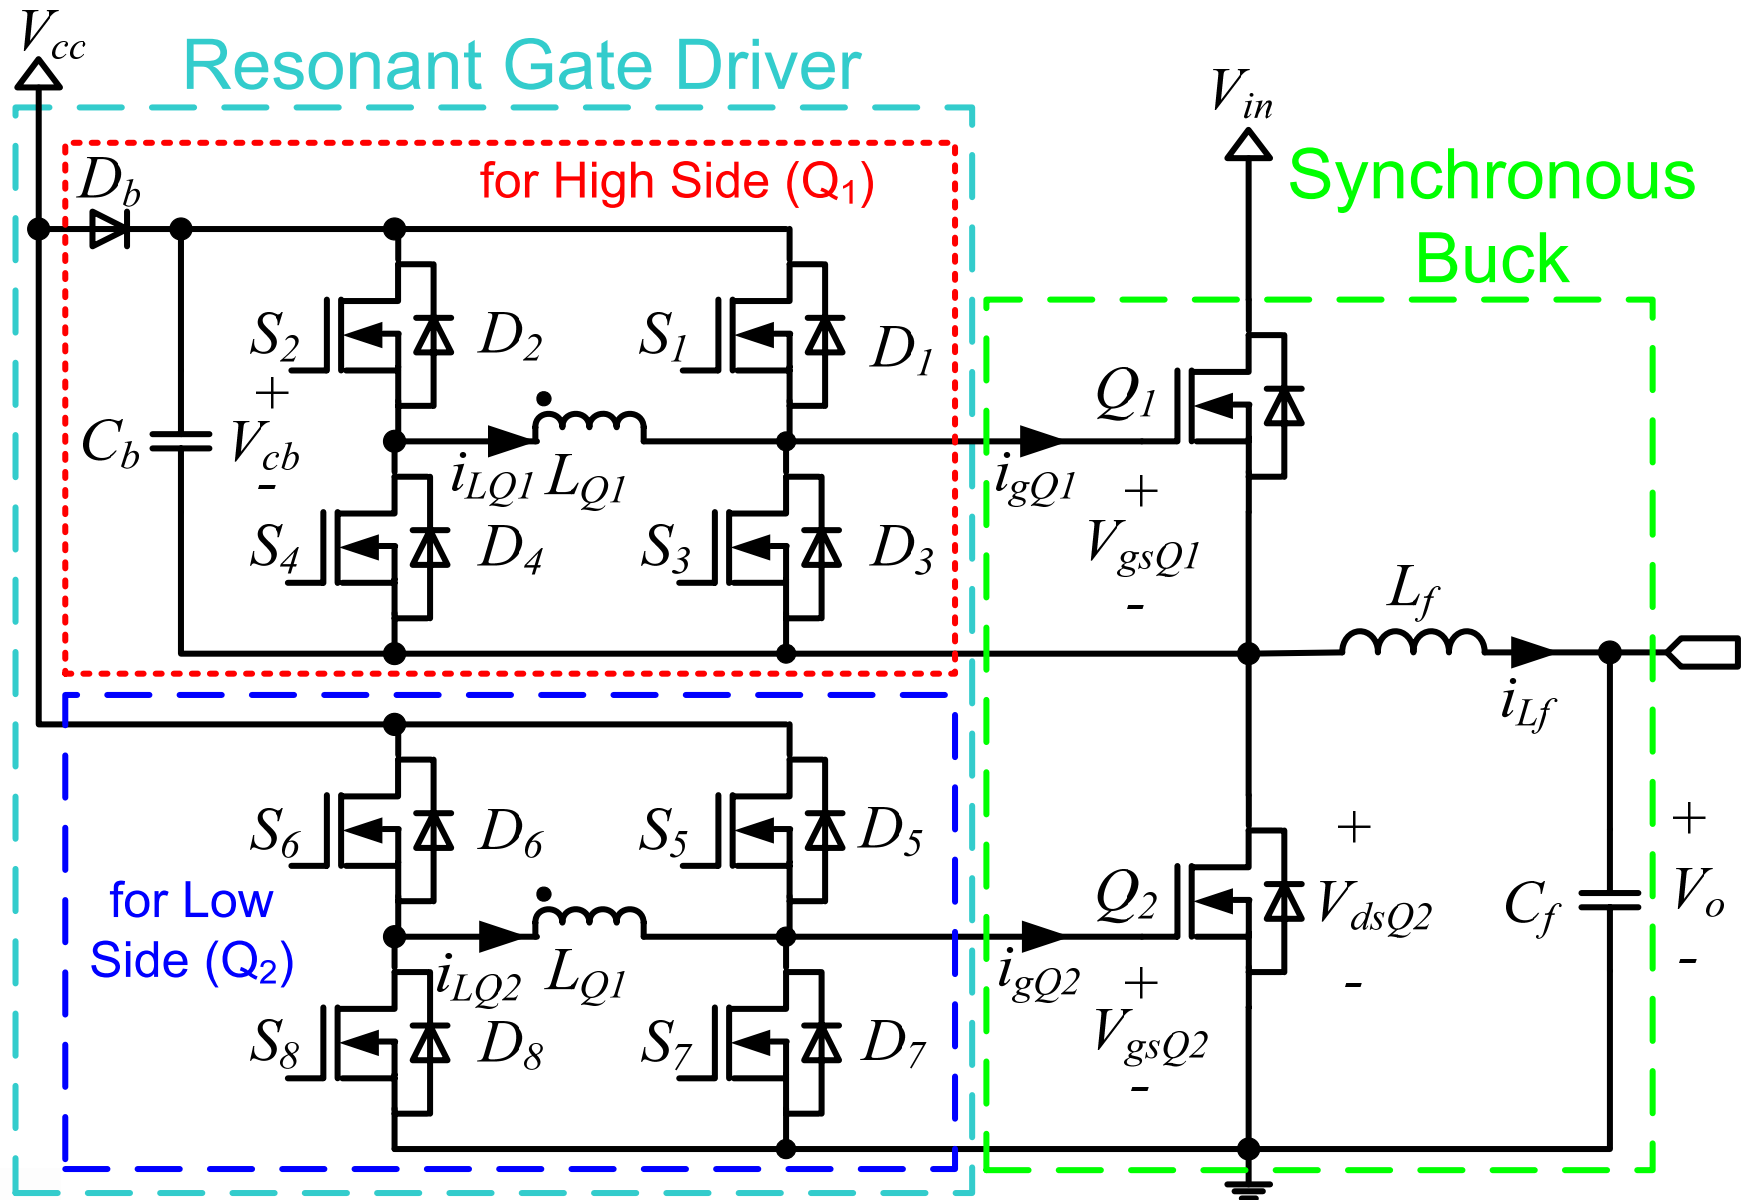 Vcc
Resonant Gate Driver
Vin
Db
for High Side (Q1)
Synchronous
Buck
S2
D2
S1
D1
Q1
+
Cb
Vcb
-
iLQ1
LQ1
igQ1
+
VgsQ1
-
S4
D4
S3
D3
Lf
iLf
S6
D6
S5
D5
for Low
Side (Q2)
Q2
+
VdsQ2
-
Cf
+
Vo
-
iLQ2
LQ1
igQ2
+
VgsQ2
-
S8
D8
S7
D7